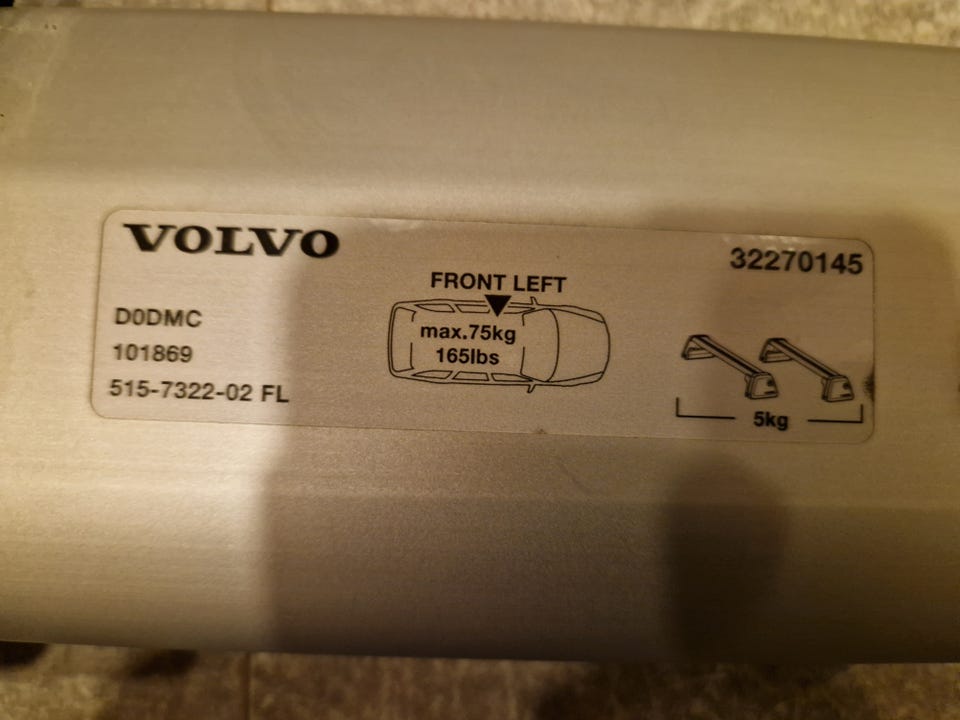 VOLVO
32270145
FRONT LEFT
D0DMC
101869
515-7322-02 FL
max.75kg
165lbs
5kg